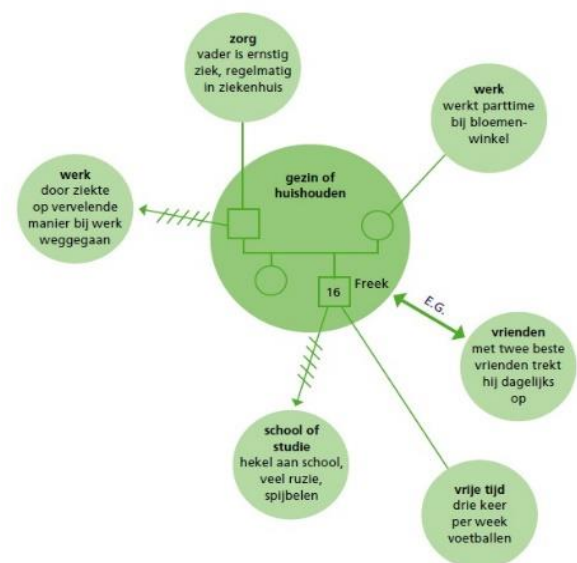 zorg
vader is ernstig
ziek, regelmatig
in ziekenhuis
werk
werkt parttime
bij bloemen-
winkel
werk
door ziekte
op vervelende
manier bij werk
weggegaan
gezin of
huishouden
16
Freek
E.G.
vrienden
met twee beste
vrienden trekt
hij dagelijks
op
school of
studie
hekel aan school,
veel ruzie,
spijbelen
vrije tijd
drie keer
per week
voetballen